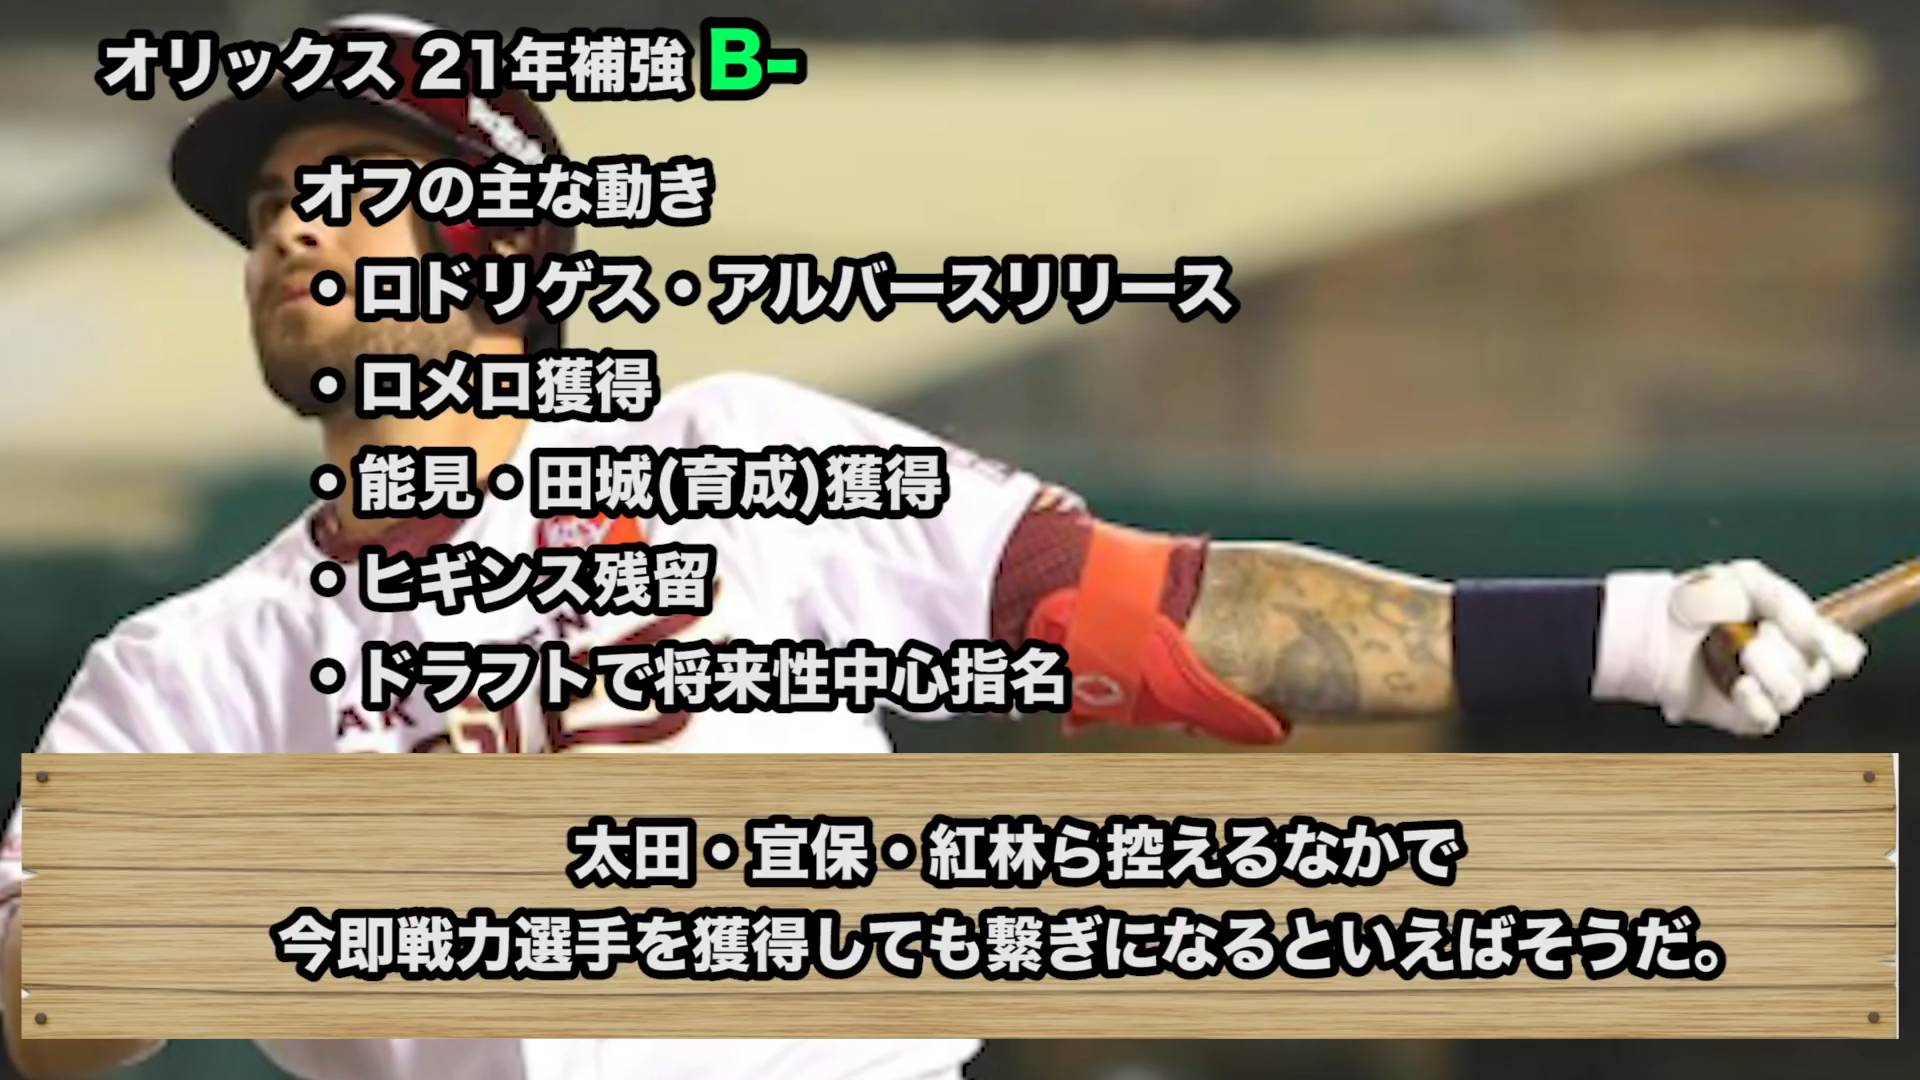 オリックス 21年補強 B-
オフの主な動き
・ロドリゲス・アルバースリリース
・ロメロ獲得
・能見・田城(育成)獲得
・ヒギンス残留
・ドラフトで将来性中心指名
太田・宜保・紅林ら控えるなかで
今即戦力選手を獲得しても繋ぎになるといえばそうだ。